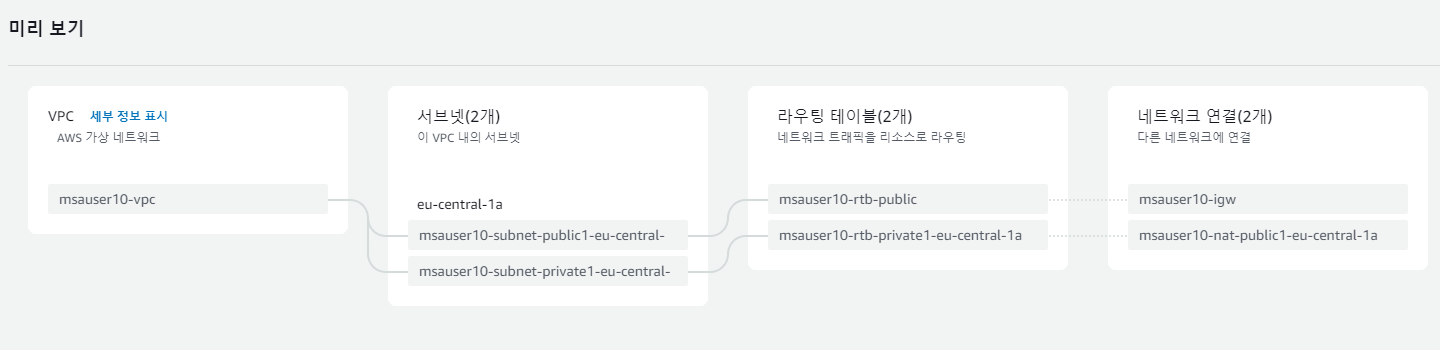 미리 보기
VPC 세부 정보 표시
AWS 가상 네트워크
msauser10-vpc
서브넷(2개)
이 VPC 내의 서브넷
eu-central-1a
msauser10-subnet-public1-eu-central-
msauser10-subnet-private1-eu-central-
라우팅 테이블(2개)
네트워크 트래픽을 리소스로 라우팅
msauser10-rtb-public
msauser10-rtb-private1-eu-central-1a
네트워크 연결(2개)
다른 네트워크에 연결
msauser10-igw
msauser10-nat-public1-eu-central-1a